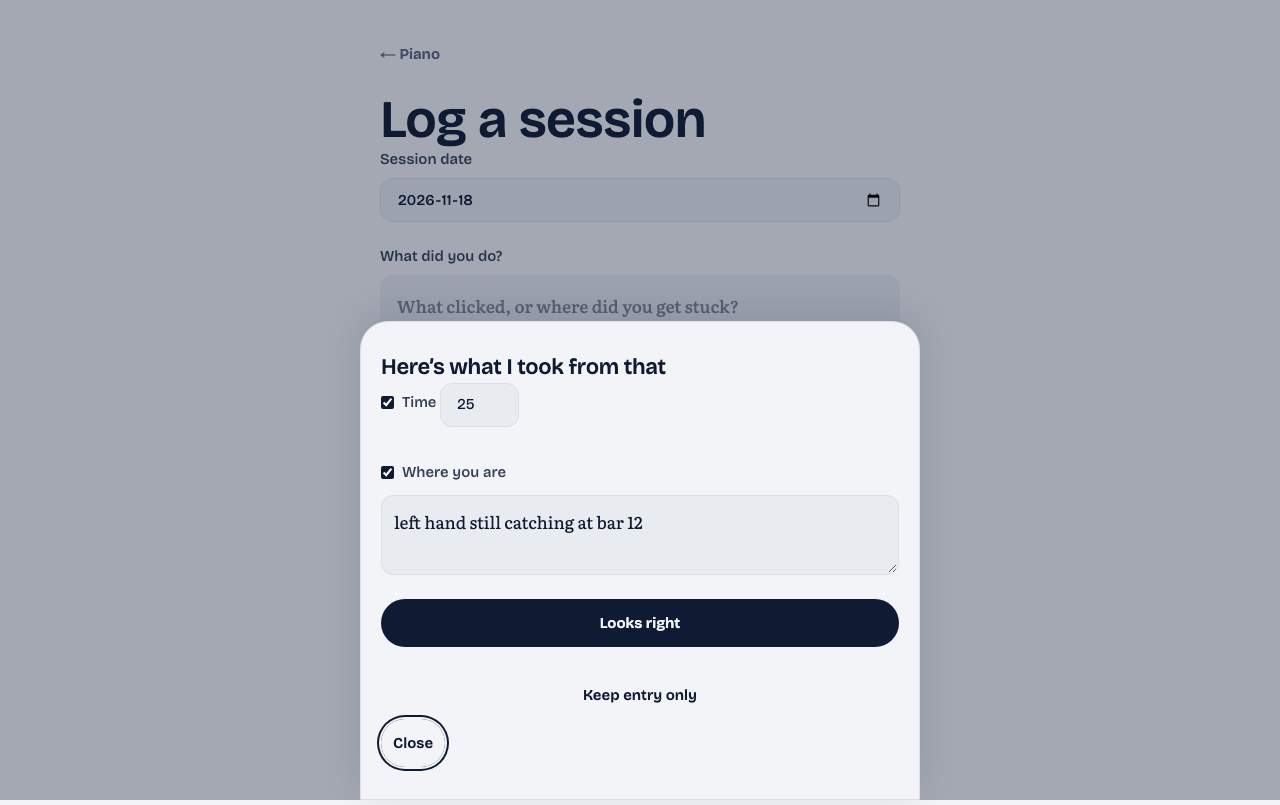 ← Piano
Log a session
Session date
2026-11-18
What did you do?
What clicked, or where did you get stuck?
Here’s what I took from that
Time 25
Where you are
left hand still catching at bar 12
Looks right
Keep entry only
Close